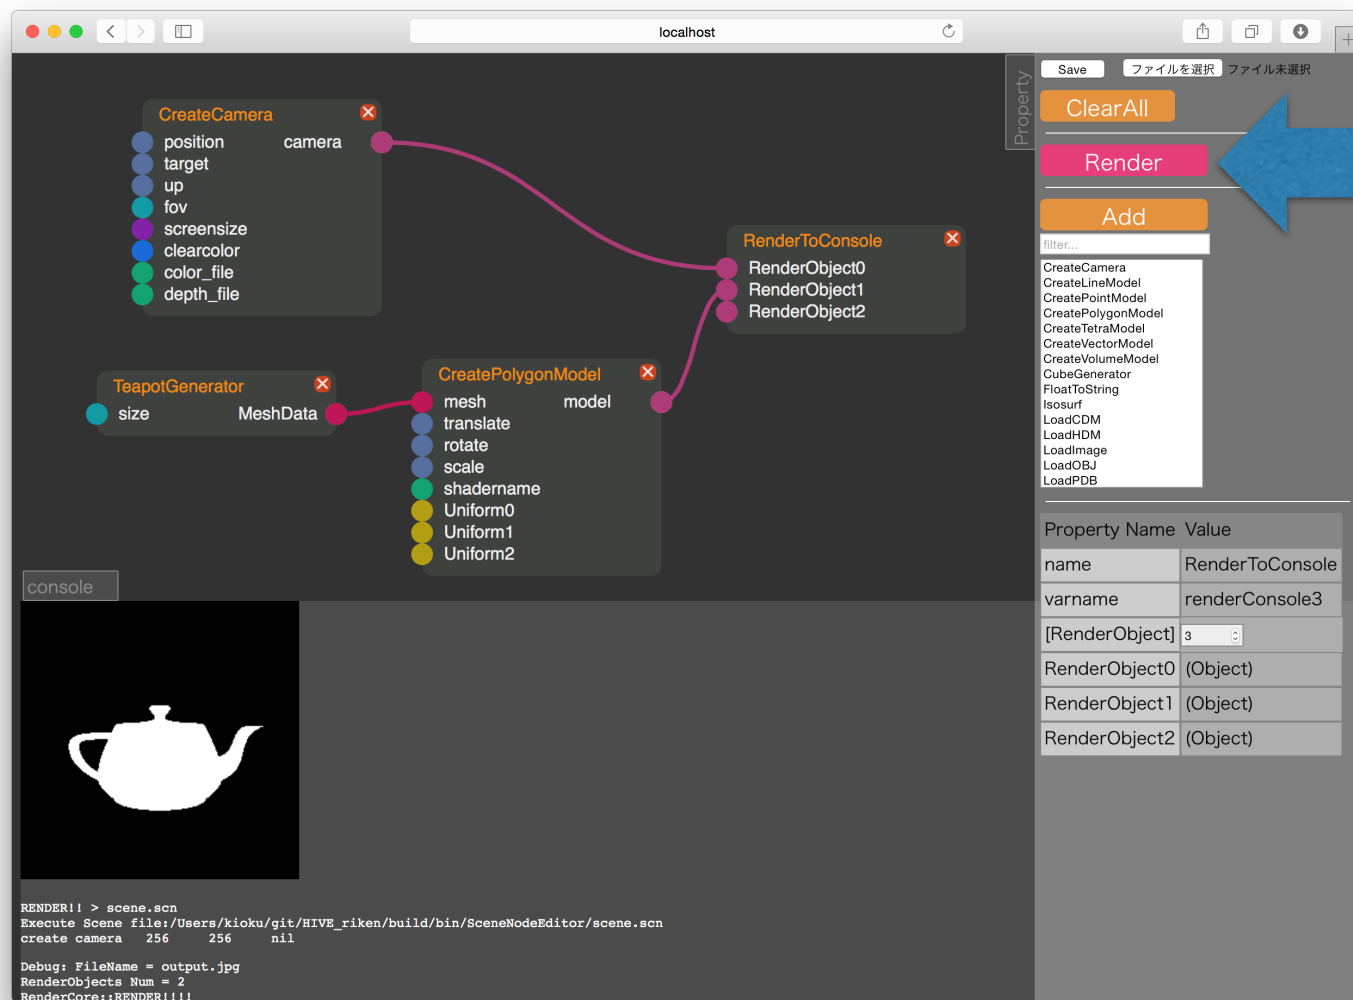 localhost
CreateCamera
position camera
target
up
fov
screensize
clearcolor
color_file
depth_file
RenderToConsole
RenderObject0
RenderObject1
RenderObject2
TeapotGenerator
size MeshData
CreatePolygonModel
mesh model
translate
rotate
scale
shadername
Uniform0
Uniform1
Uniform2
Property
Save ファイルを選択 ファイル未選択
ClearAll
Render
Add
filter...
CreateCamera
CreateLineModel
CreatePointModel
CreatePolygonModel
CreateTetraModel
CreateVectorModel
CreateVolumeModel
CubeGenerator
FloatToString
Isosurf
LoadCDM
LoadHDM
LoadImage
LoadOBJ
LoadPDB
Property Name Value
name RenderToConsole
varname renderConsole3
[RenderObject] 3
RenderObject0 (Object)
RenderObject1 (Object)
RenderObject2 (Object)
console
RENDER!! > scene.scn
Execute Scene file:/Users/kioku/git/HIVE_riken/build/bin/SceneNodeEditor/scene.scn
create camera 256 256 nil
Debug: FileName = output.jpg
RenderObjects Num = 2
RenderCore::RENDER!!!!